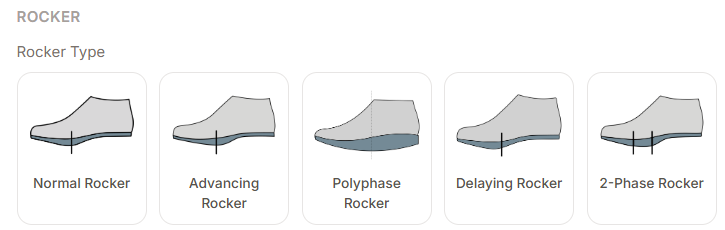 ROCKER
Rocker Type
Normal Rocker
Advancing
Rocker
Polyphase
Rocker
Delaying Rocker
2-Phase Rocker